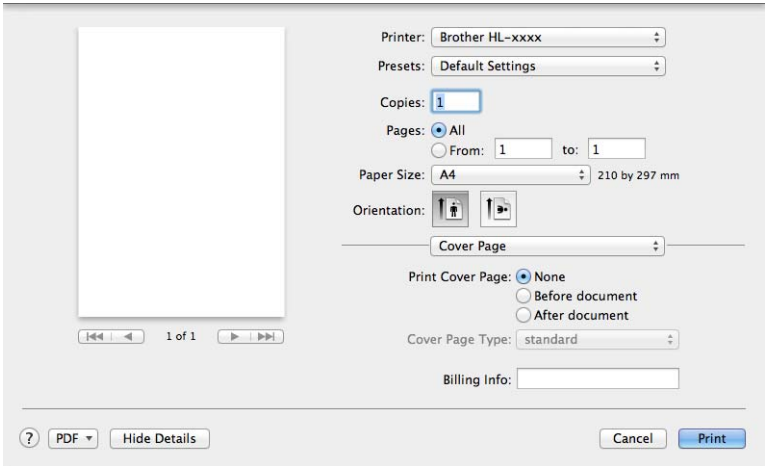 Printer: Brother HL-xxxx
Presets: Default Settings
Copies: 1
Pages: All
From: 1 to: 1
Paper Size: A4 210 by 297 mm
Orientation:
Cover Page
Print Cover Page: None
Before document
After document
Cover Page Type: standard
Billing Info:
1 of 1
? PDF Hide Details Cancel Print